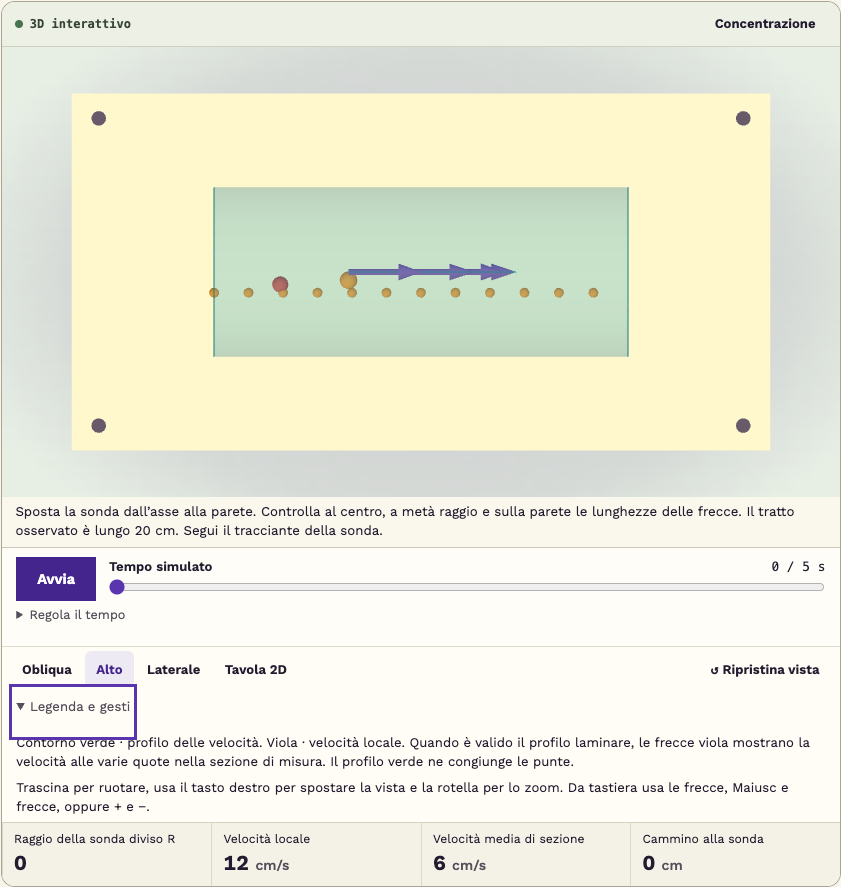 3D interattivo
Concentrazione
Sposta la sonda dall’asse alla parete. Controlla al centro, a metà raggio e sulla parete le lunghezze delle frecce. Il tratto
osservato è lungo 20 cm. Segui il tracciante della sonda.
Avvia
Tempo simulato
0 / 5 s
▶ Regola il tempo
Obliqua
Alto
Laterale
Tavola 2D
↺ Ripristina vista
▼ Legenda e gesti
Contorno verde · profilo delle velocità. Viola · velocità locale. Quando è valido il profilo laminare, le frecce viola mostrano la
velocità alle varie quote nella sezione di misura. Il profilo verde ne congiunge le punte.
Trascina per ruotare, usa il tasto destro per spostare la vista e la rotella per lo zoom. Da tastiera usa le frecce, Maiusc e
frecce, oppure + e −.
Raggio della sonda diviso R
0
Velocità locale
12 cm/s
Velocità media di sezione
6 cm/s
Cammino alla sonda
0 cm